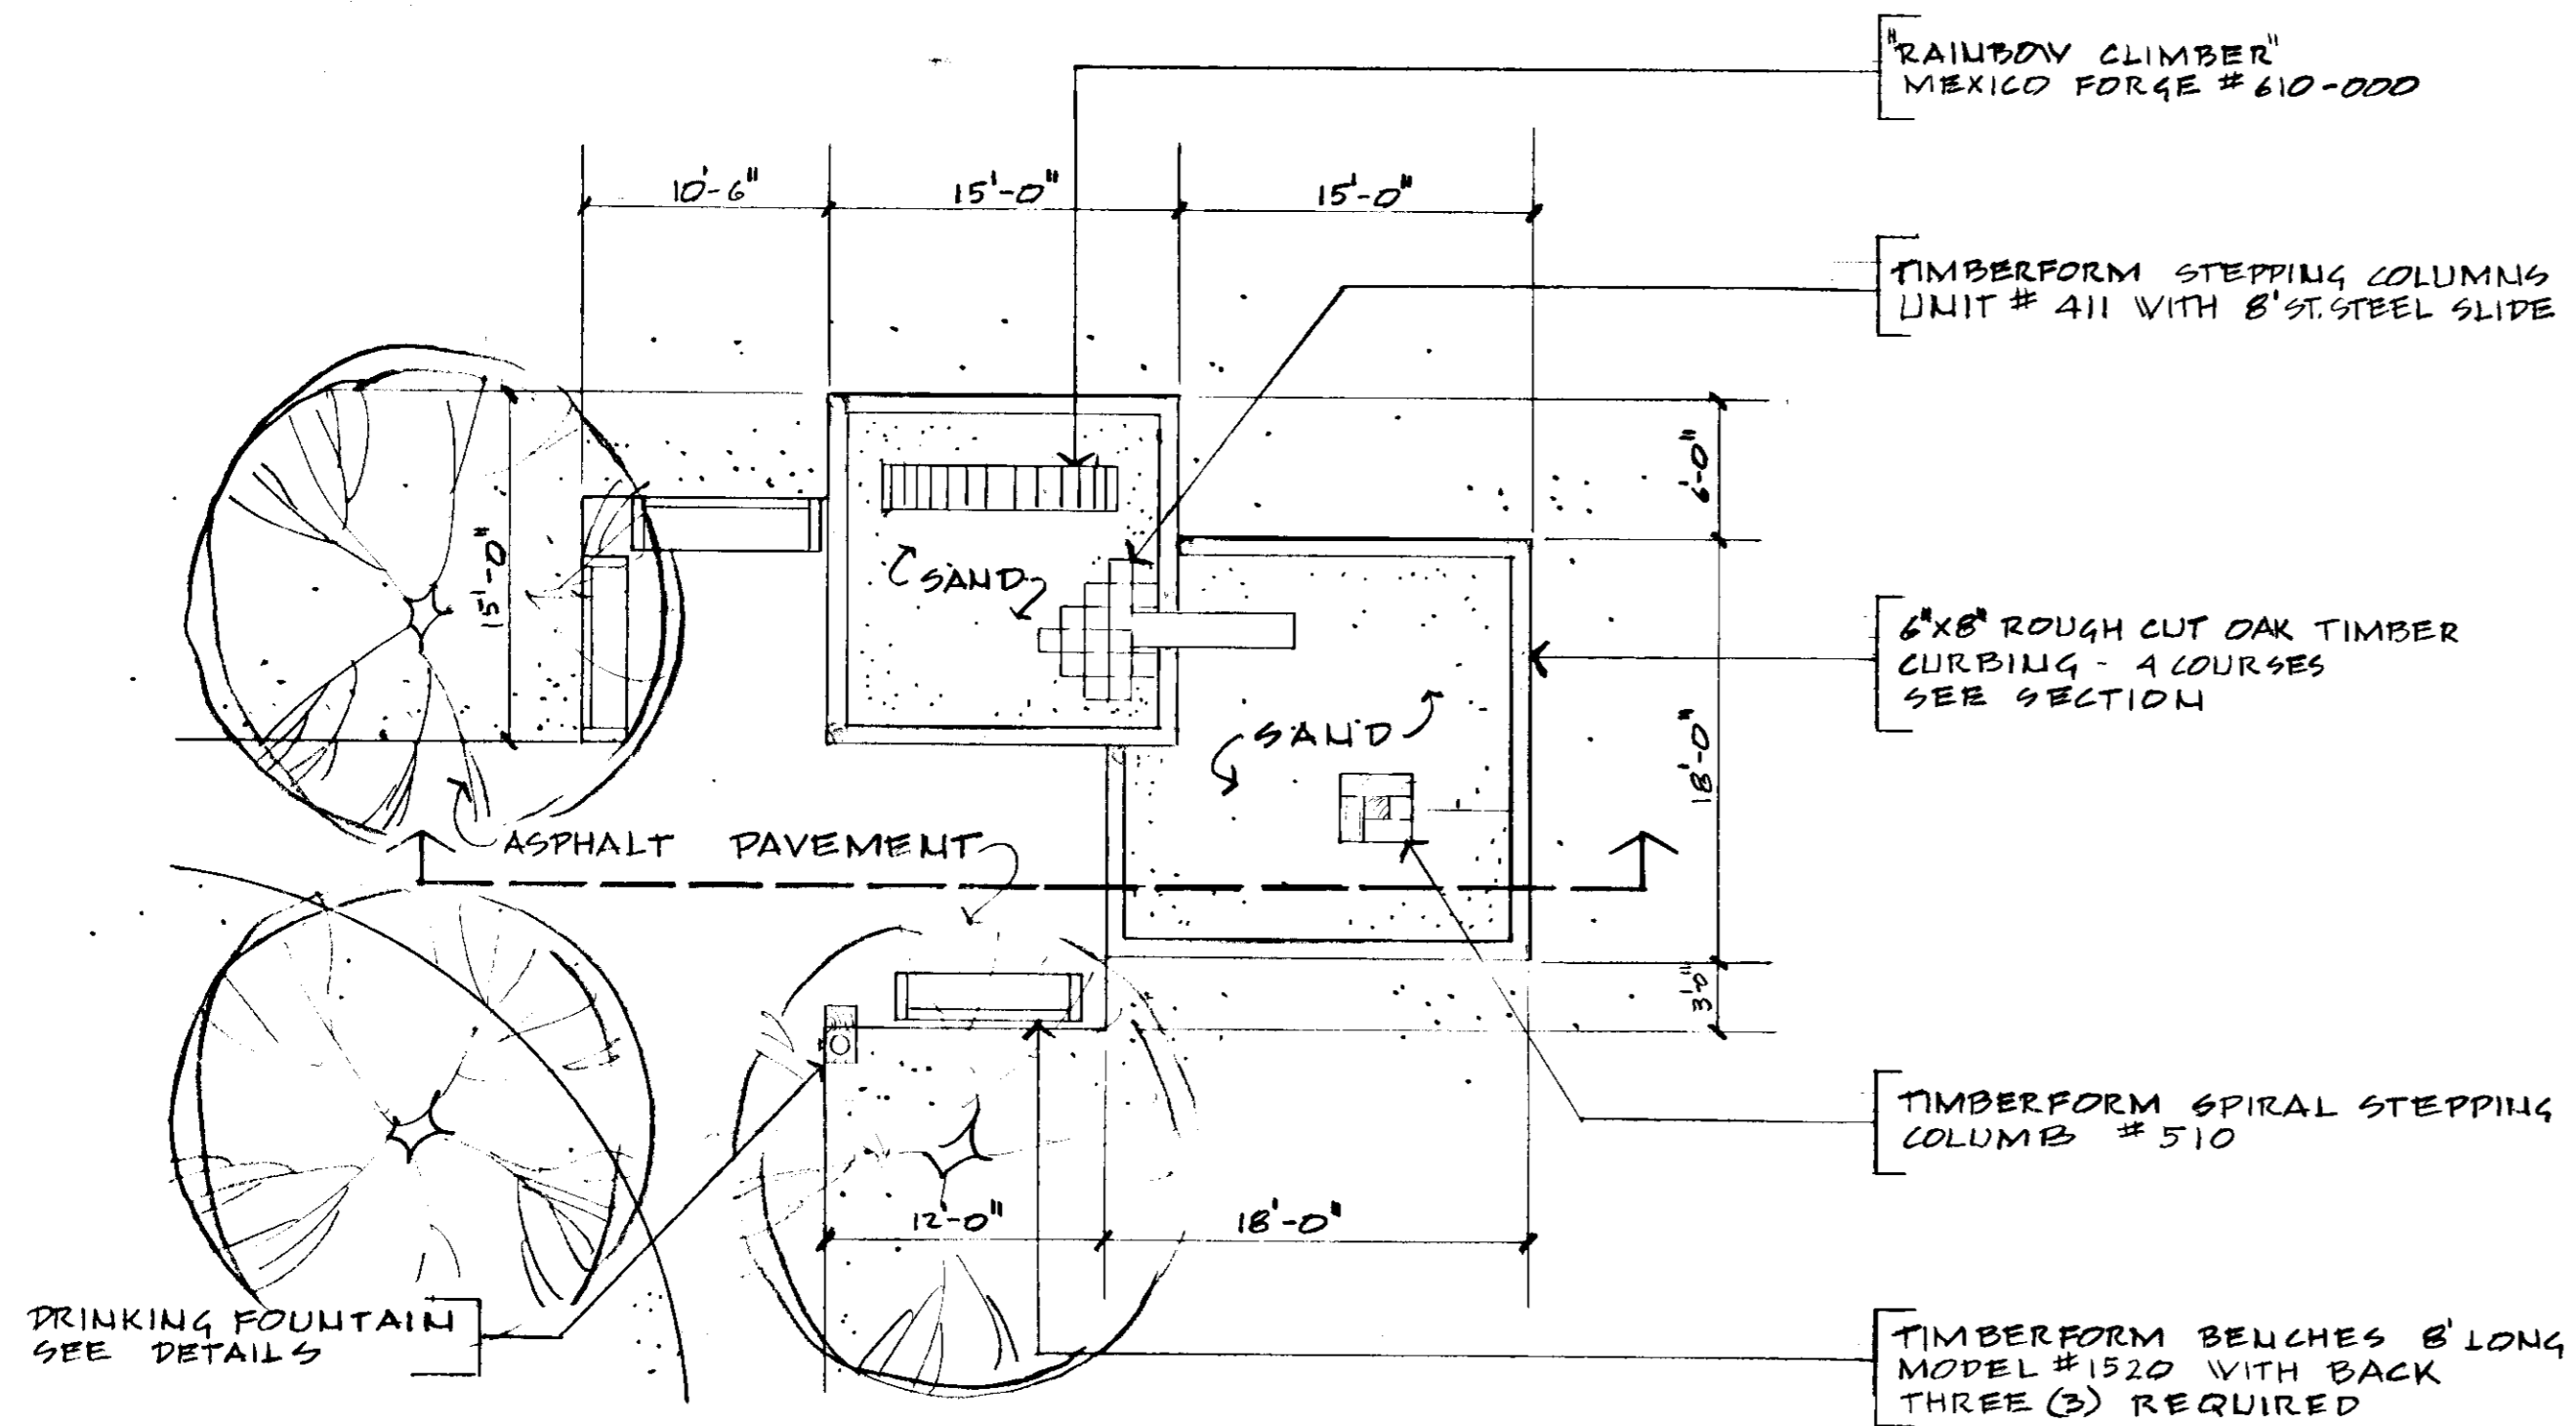 "RAINBOW CLIMBER"
MEXICO FORGE # 610-000
10'-6"
15'-0"
15'-0"
TIMBERFORM STEPPING COLUMNS
UNIT # 411 WITH 8' ST. STEEL SLIDE
6'-0"
15'-0"
SAND
6"X8" ROUGH CUT OAK TIMBER
CURBING - 4 COURSES
SEE SECTION
SAND
18'-0"
ASPHALT PAVEMENT
3'-0"
TIMBERFORM SPIRAL STEPPING
COLUMB # 510
12'-0"
18'-0"
DRINKING FOUNTAIN
SEE DETAILS
TIMBERFORM BENCHES 8' LONG
MODEL #1520 WITH BACK
THREE (3) REQUIRED